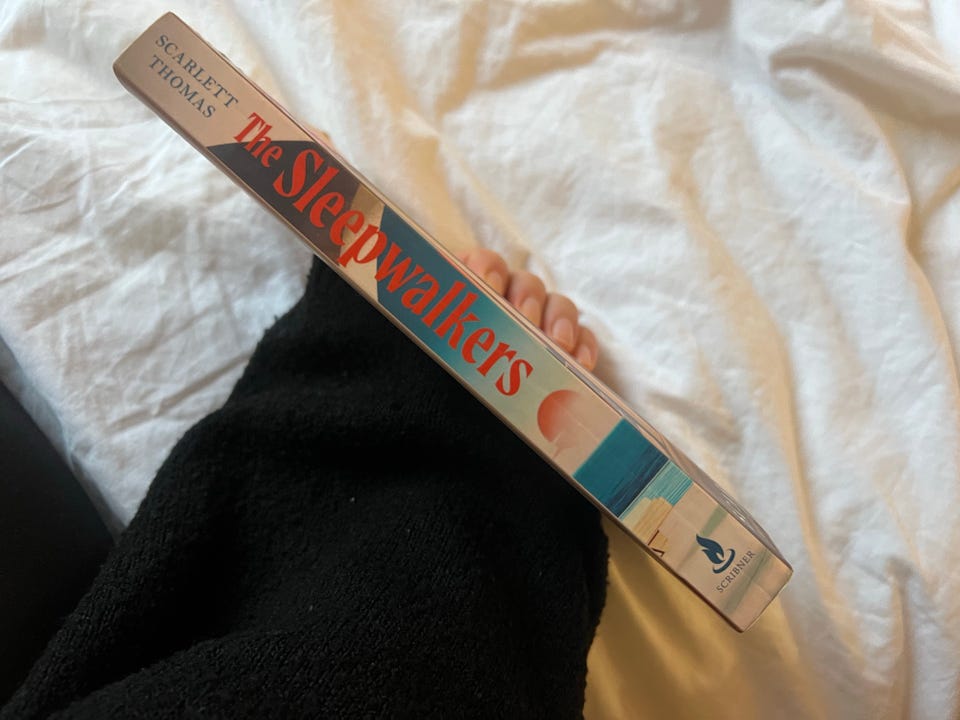 SCARLETT
THOMAS
The Sleepwalkers
SCRIBNER